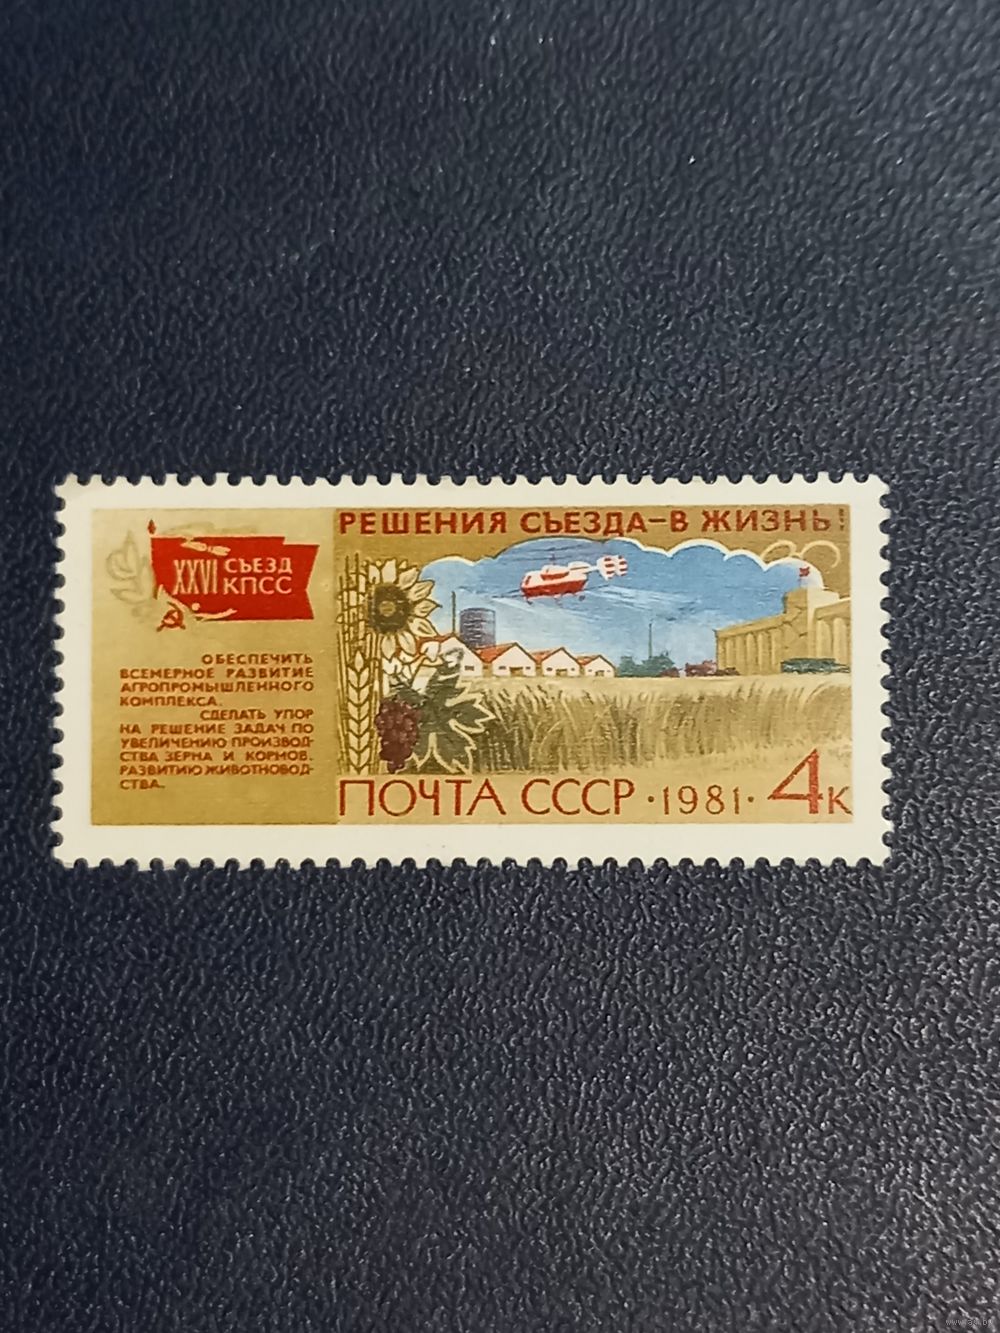 РЕШЕНИЯ СЪЕЗДА–В ЖИЗНЬ!
XXVI СЪЕЗД
КПСС
ОБЕСПЕЧИТЬ
ВСЕМЕРНОЕ РАЗВИТИЕ
АГРОПРОМЫШЛЕННОГО
КОМПЛЕКСА.
СДЕЛАТЬ УПОР
НА РЕШЕНИЕ ЗАДАЧ ПО
УВЕЛИЧЕНИЮ ПРОИЗВОД-
СТВА ЗЕРНА И КОРМОВ,
РАЗВИТИЮ ЖИВОТНОВОД-
СТВА.
ПОЧТА СССР ·1981· 4К